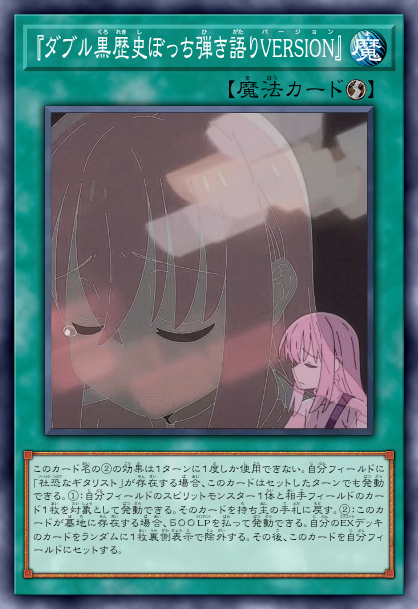 『ダブル黒歴史ぼっち弾き語りVERSION』 魔
【魔法カード】
このカード名の②の効果は1ターンに1度しか使用できない。自分フィールドに
「社恐なギタリスト」が存在する場合、このカードはセットしたターンでも発動
できる。①：自分フィールドのスピリットモンスター1体と相手フィールドのカー
ド1枚を対象として発動できる。そのカードを持ち主の手札に戻す。②：このカー
ドが墓地に存在する場合、500LPを払って発動できる。自分のEXデッキ
のカードをランダムに1枚裏側表示で除外する。その後、このカードを自分フィ
ールドにセットする。